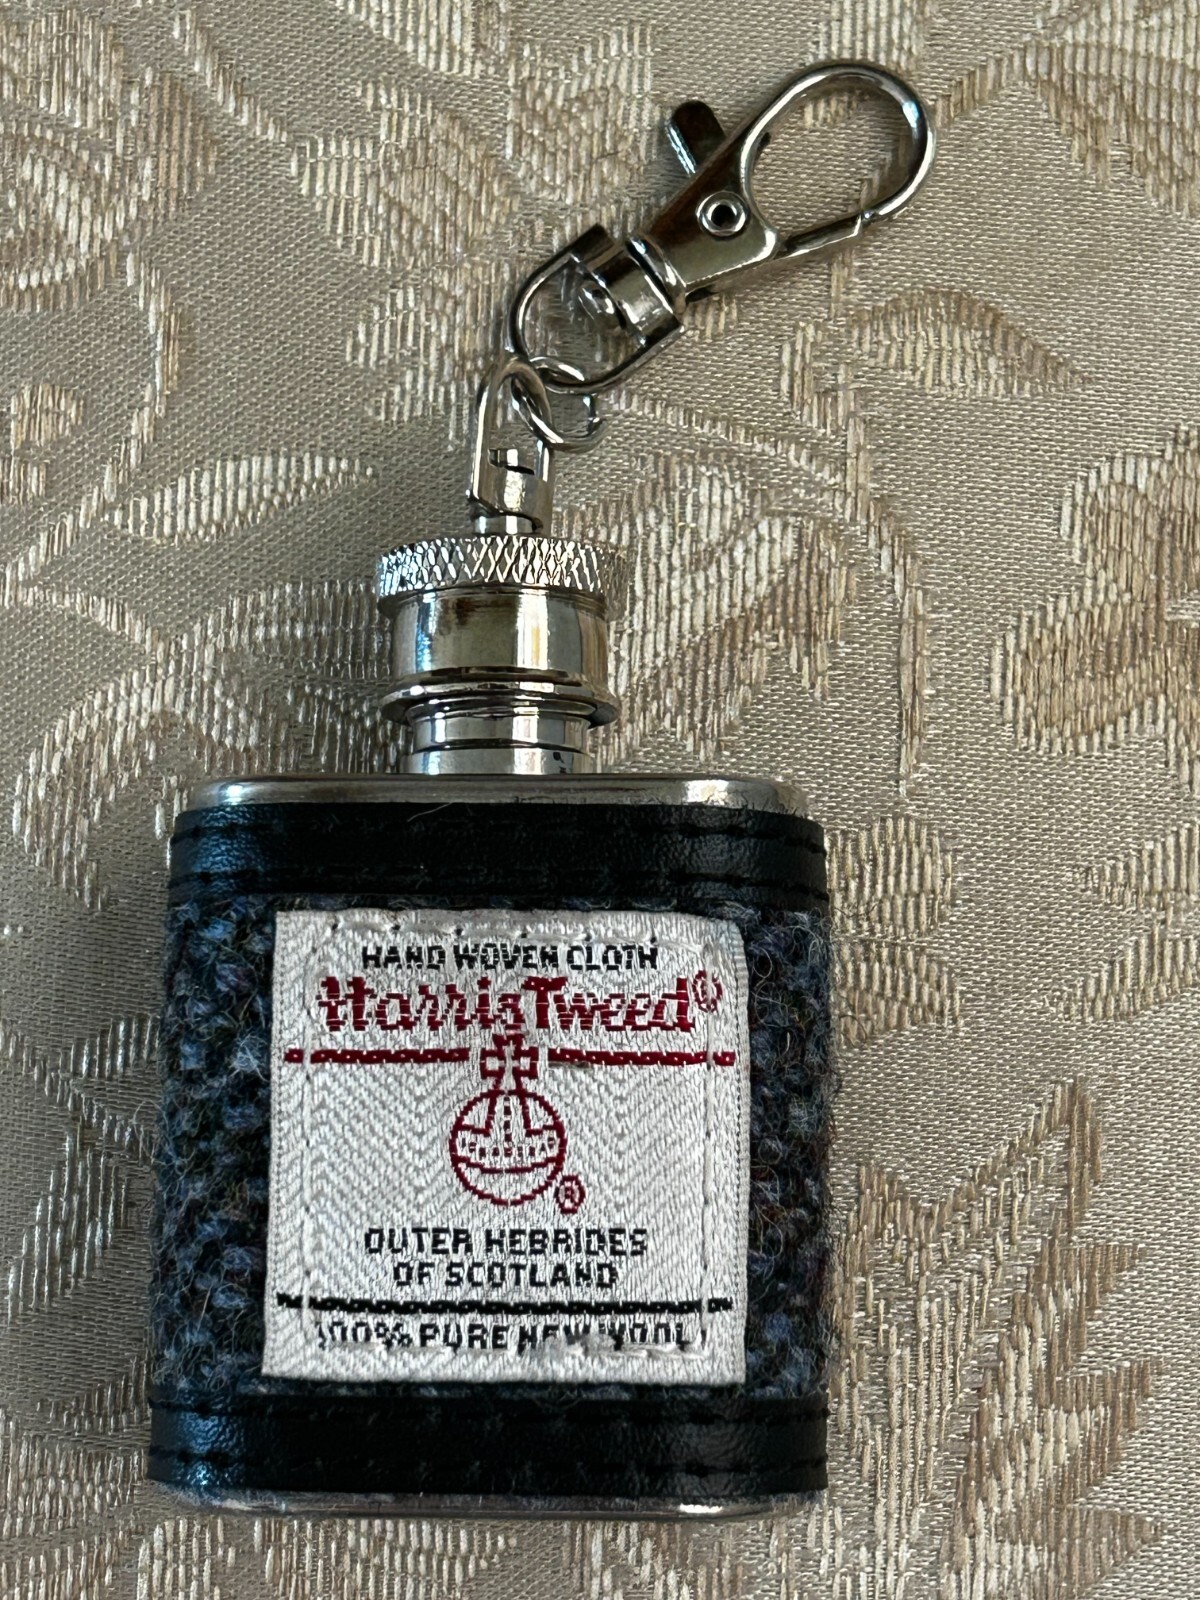 HAND WOVEN CLOTH
Harris Tweed®
®
OUTER HEBRIDES
OF SCOTLAND
100% PURE NEW WOOL